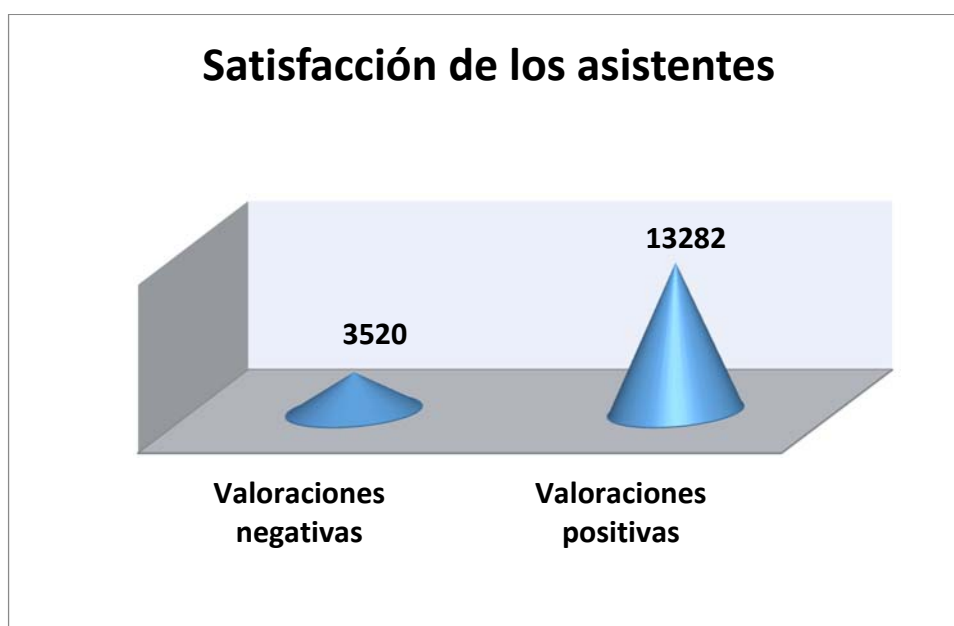 Satisfacción de los asistentes
13282
3520
Valoraciones
negativas
Valoraciones
positivas